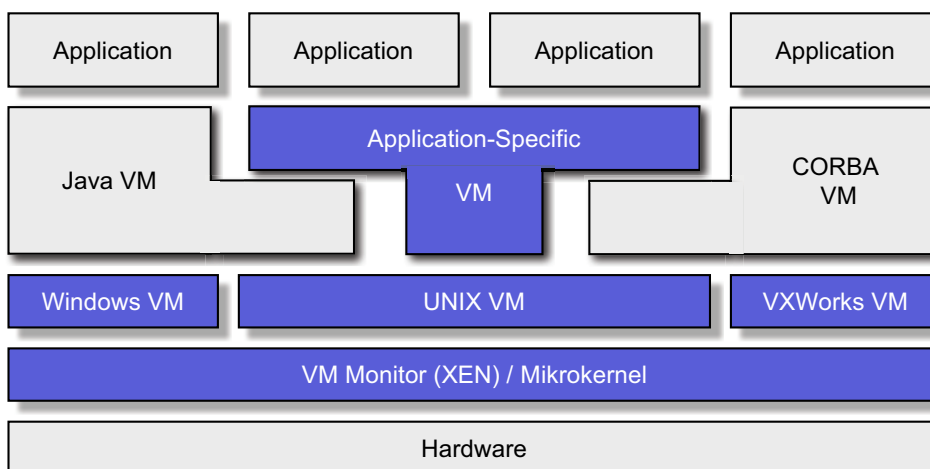 Application
Application
Application
Application
Java VM
Application-Specific
VM
CORBA
VM
Windows VM
UNIX VM
VXWorks VM
VM Monitor (XEN) / Mikrokernel
Hardware